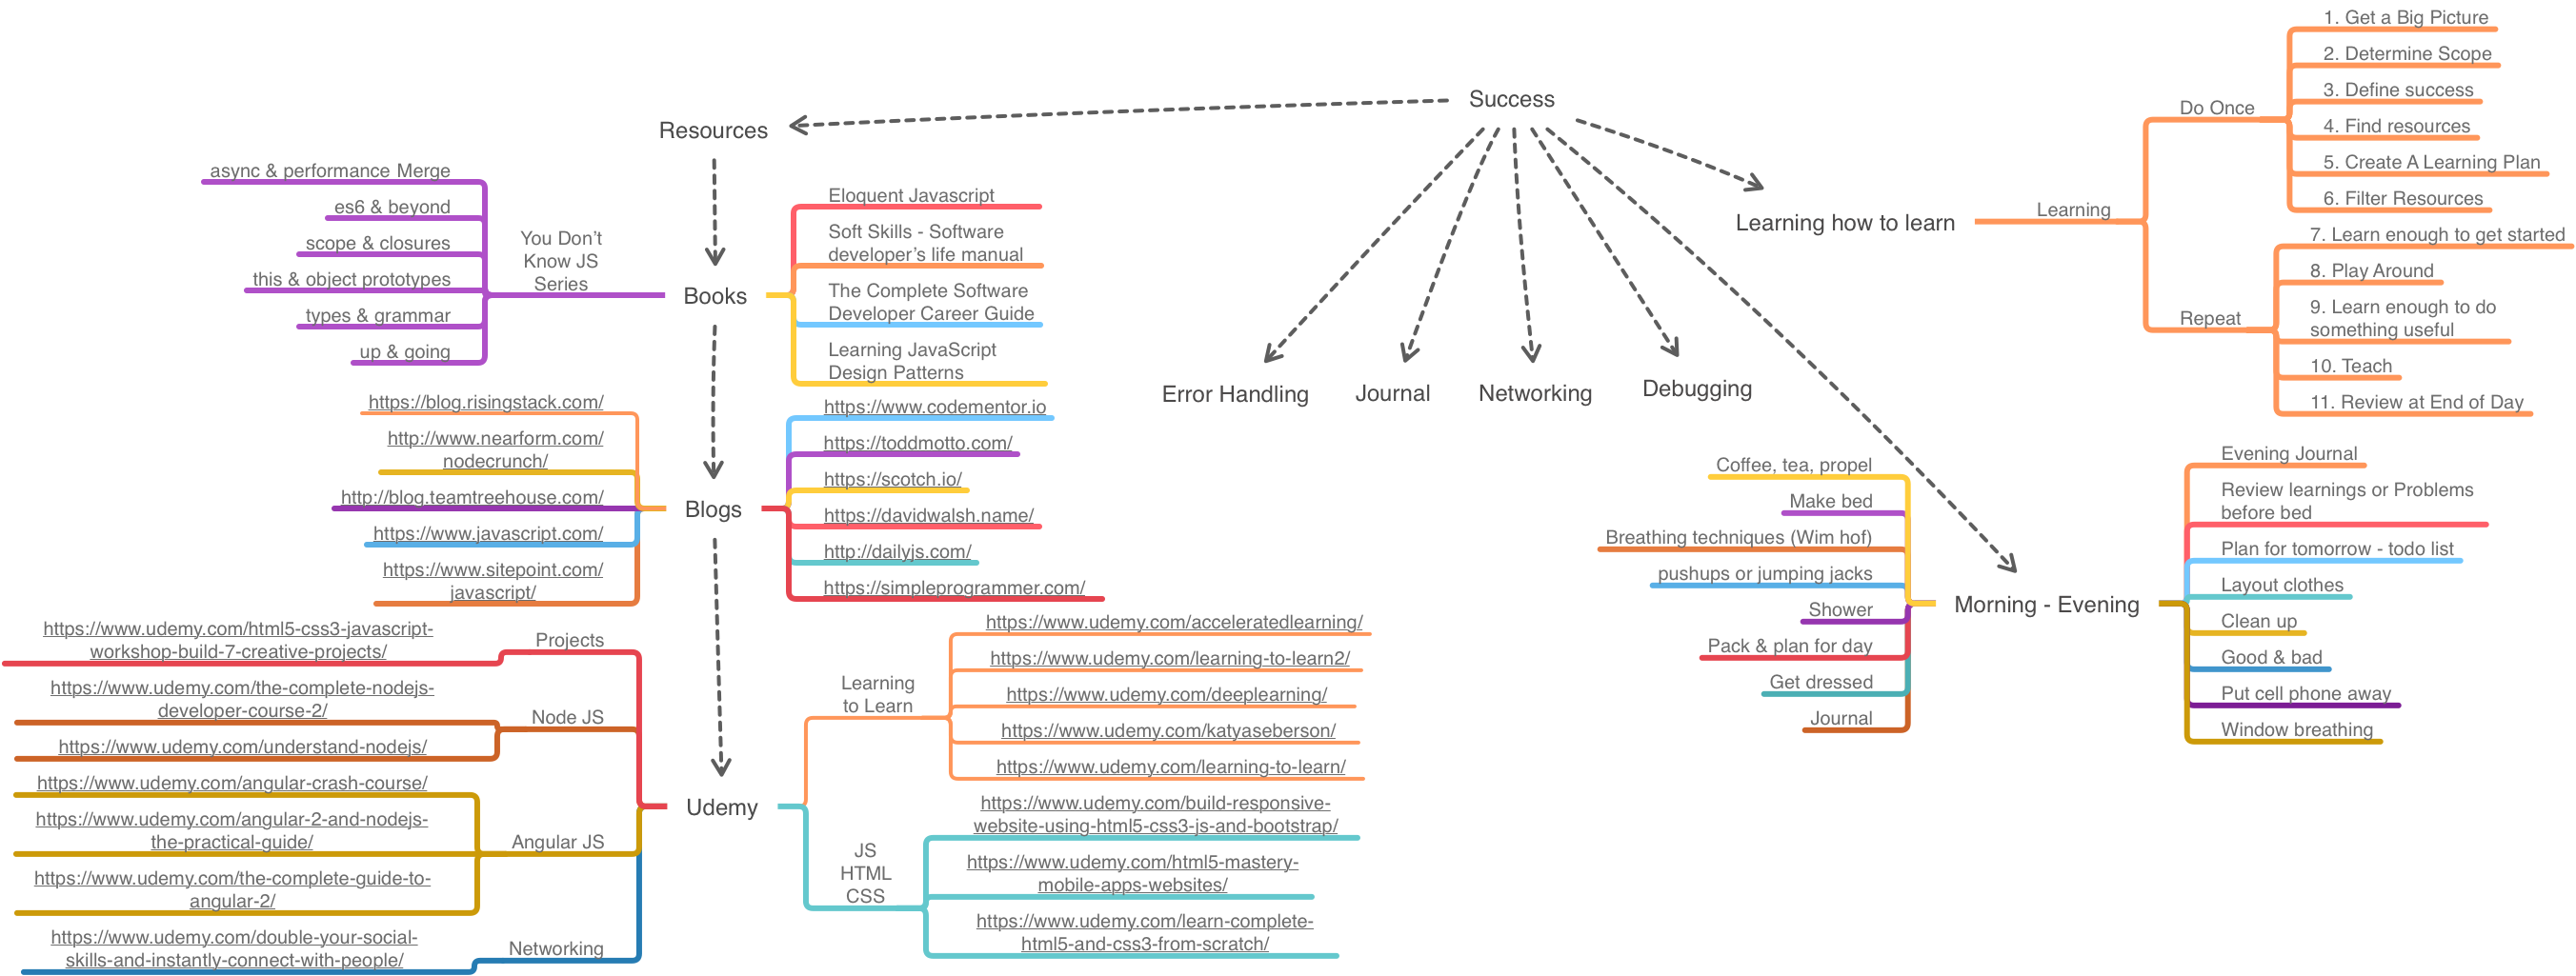 Success
Resources
async & performance Merge
es6 & beyond
scope & closures
this & object prototypes
types & grammar
up & going
You Don’t
Know JS
Series
Books
Eloquent Javascript
Soft Skills - Software
developer’s life manual
The Complete Software
Developer Career Guide
Learning JavaScript
Design Patterns
https://blog.risingstack.com/
http://www.nearform.com/
nodecrunch/
http://blog.teamtreehouse.com/
https://www.javascript.com/
https://www.sitepoint.com/
javascript/
Blogs
https://www.codementor.io
https://toddmotto.com/
https://scotch.io/
https://davidwalsh.name/
http://dailyjs.com/
https://simpleprogrammer.com/
https://www.udemy.com/html5-css3-javascript-
workshop-build-7-creative-projects/
Projects
https://www.udemy.com/the-complete-nodejs-
developer-course-2/
https://www.udemy.com/understand-nodejs/
Node JS
https://www.udemy.com/angular-crash-course/
https://www.udemy.com/angular-2-and-nodejs-
the-practical-guide/
https://www.udemy.com/the-complete-guide-to-
angular-2/
Angular JS
https://www.udemy.com/double-your-social-
skills-and-instantly-connect-with-people/
Networking
Udemy
Learning
to Learn
https://www.udemy.com/acceleratedlearning/
https://www.udemy.com/learning-to-learn2/
https://www.udemy.com/deeplearning/
https://www.udemy.com/katyaseberson/
https://www.udemy.com/learning-to-learn/
JS
HTML
CSS
https://www.udemy.com/build-responsive-
website-using-html5-css3-js-and-bootstrap/
https://www.udemy.com/html5-mastery-
mobile-apps-websites/
https://www.udemy.com/learn-complete-
html5-and-css3-from-scratch/
Error Handling
Journal
Networking
Debugging
Learning how to learn
Learning
Do Once
1. Get a Big Picture
2. Determine Scope
3. Define success
4. Find resources
5. Create A Learning Plan
6. Filter Resources
Repeat
7. Learn enough to get started
8. Play Around
9. Learn enough to do
something useful
10. Teach
11. Review at End of Day
Coffee, tea, propel
Make bed
Breathing techniques (Wim hof)
pushups or jumping jacks
Shower
Pack & plan for day
Get dressed
Journal
Morning - Evening
Evening Journal
Review learnings or Problems
before bed
Plan for tomorrow - todo list
Layout clothes
Clean up
Good & bad
Put cell phone away
Window breathing